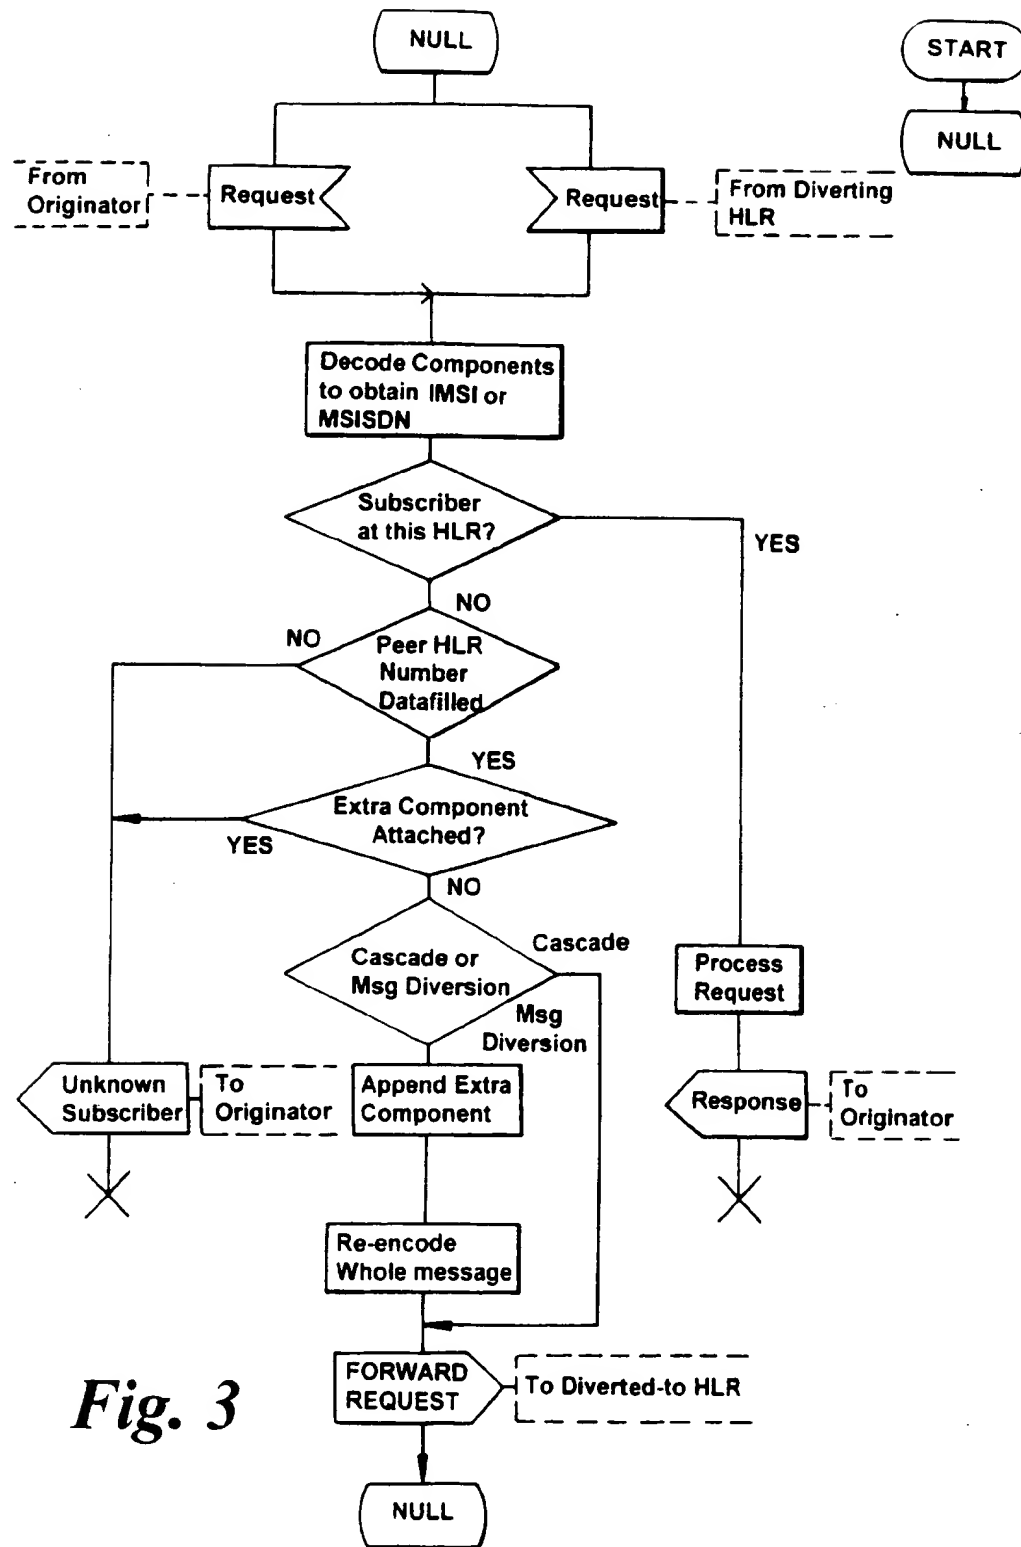 NULL
START
NULL
From
Originator
Request
Request
From Diverting
HLR
Decode Components
to obtain IMSI or
MSISDN
Subscriber
at this HLR?
YES
NO
NO
Peer HLR
Number
Datafilled
YES
Extra Component
Attached?
YES
NO
Cascade
Cascade or
Msg Diversion
Msg
Diversion
Process
Request
Unknown
Subscriber
To
Originator
Append Extra
Component
Response
To
Originator
Re-encode
Whole message
FORWARD
REQUEST
To Diverted-to HLR
Fig. 3
NULL